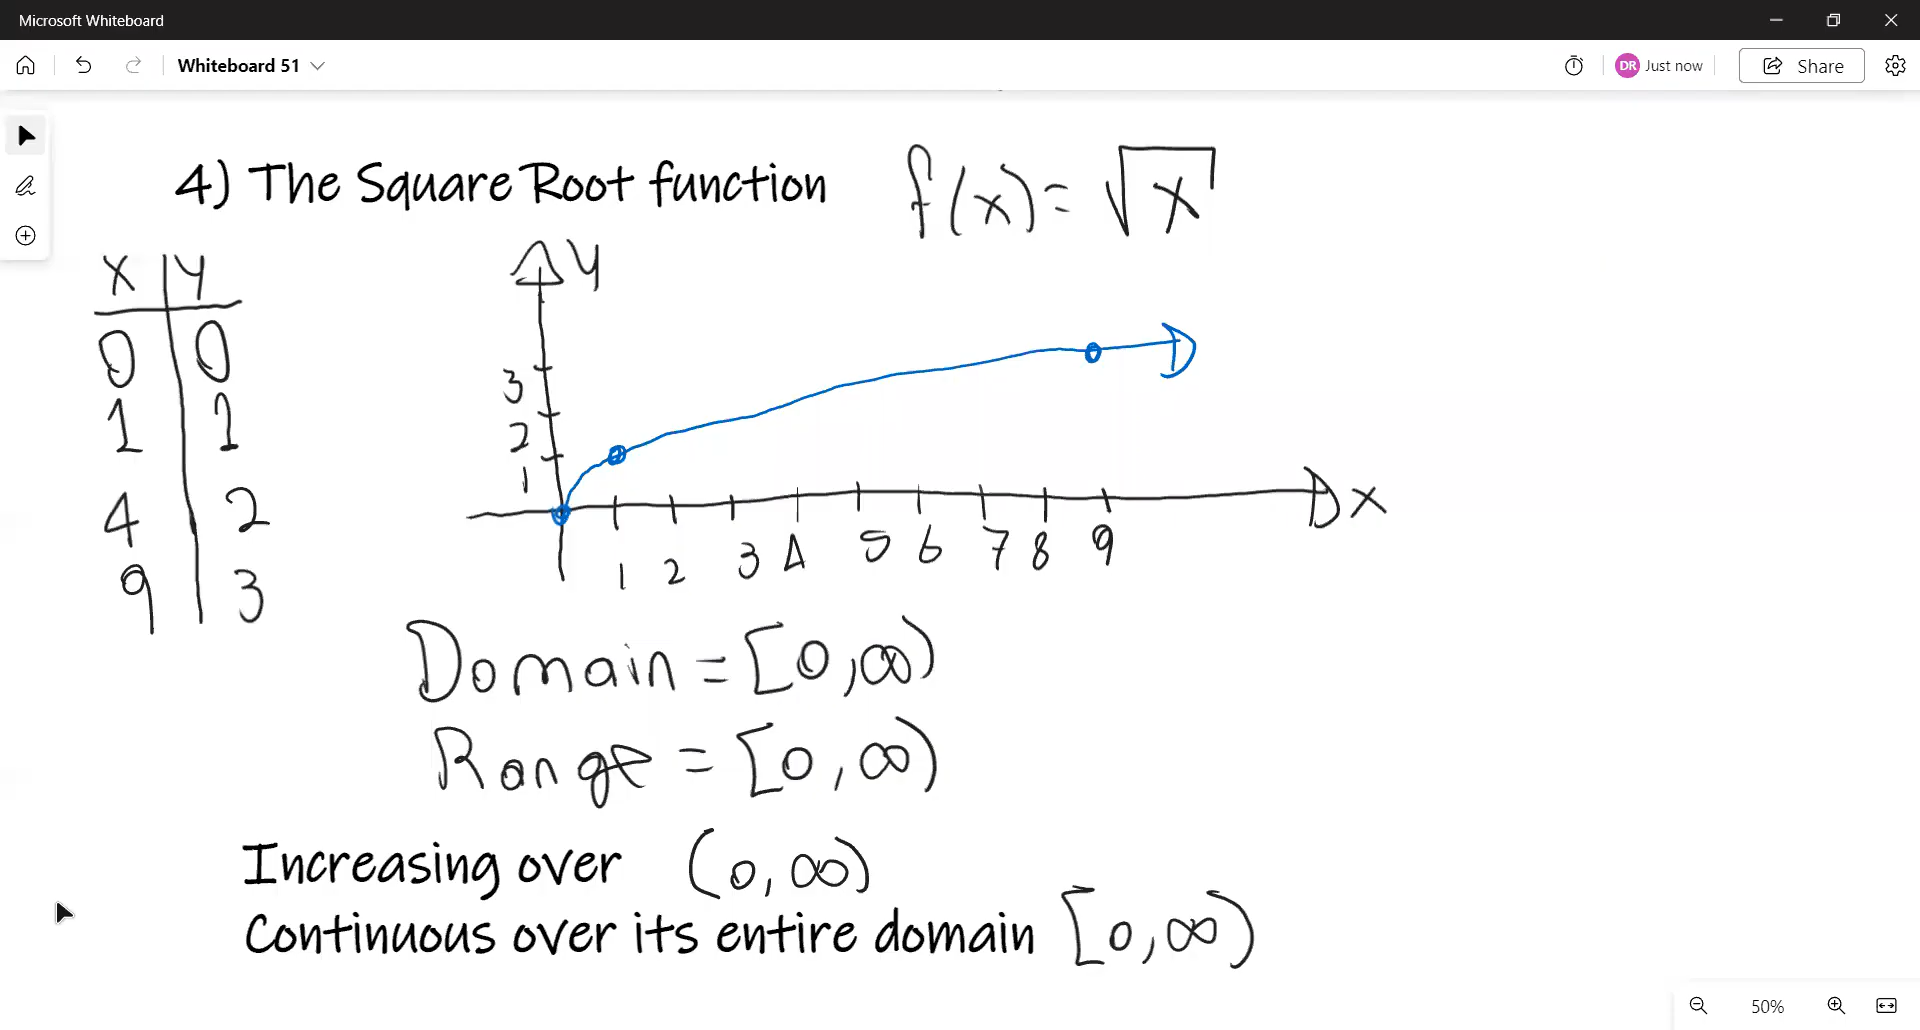 Microsoft Whiteboard
Whiteboard 51
DR Just now
Share
4) The Square Root function f(x) = √x
x y
0 0
1 1
4 2
9 3
y
3
2
1
x
1 2 3 4 5 6 7 8 9
Domain = [0, ∞)
Range = [0, ∞)
Increasing over (0, ∞)
Continuous over its entire domain [0, ∞)
50%